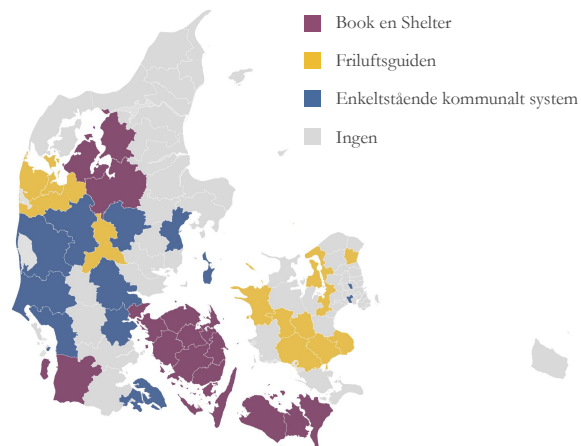 Book en Shelter
Friluftsguiden
Enkeltstående kommunalt system
Ingen